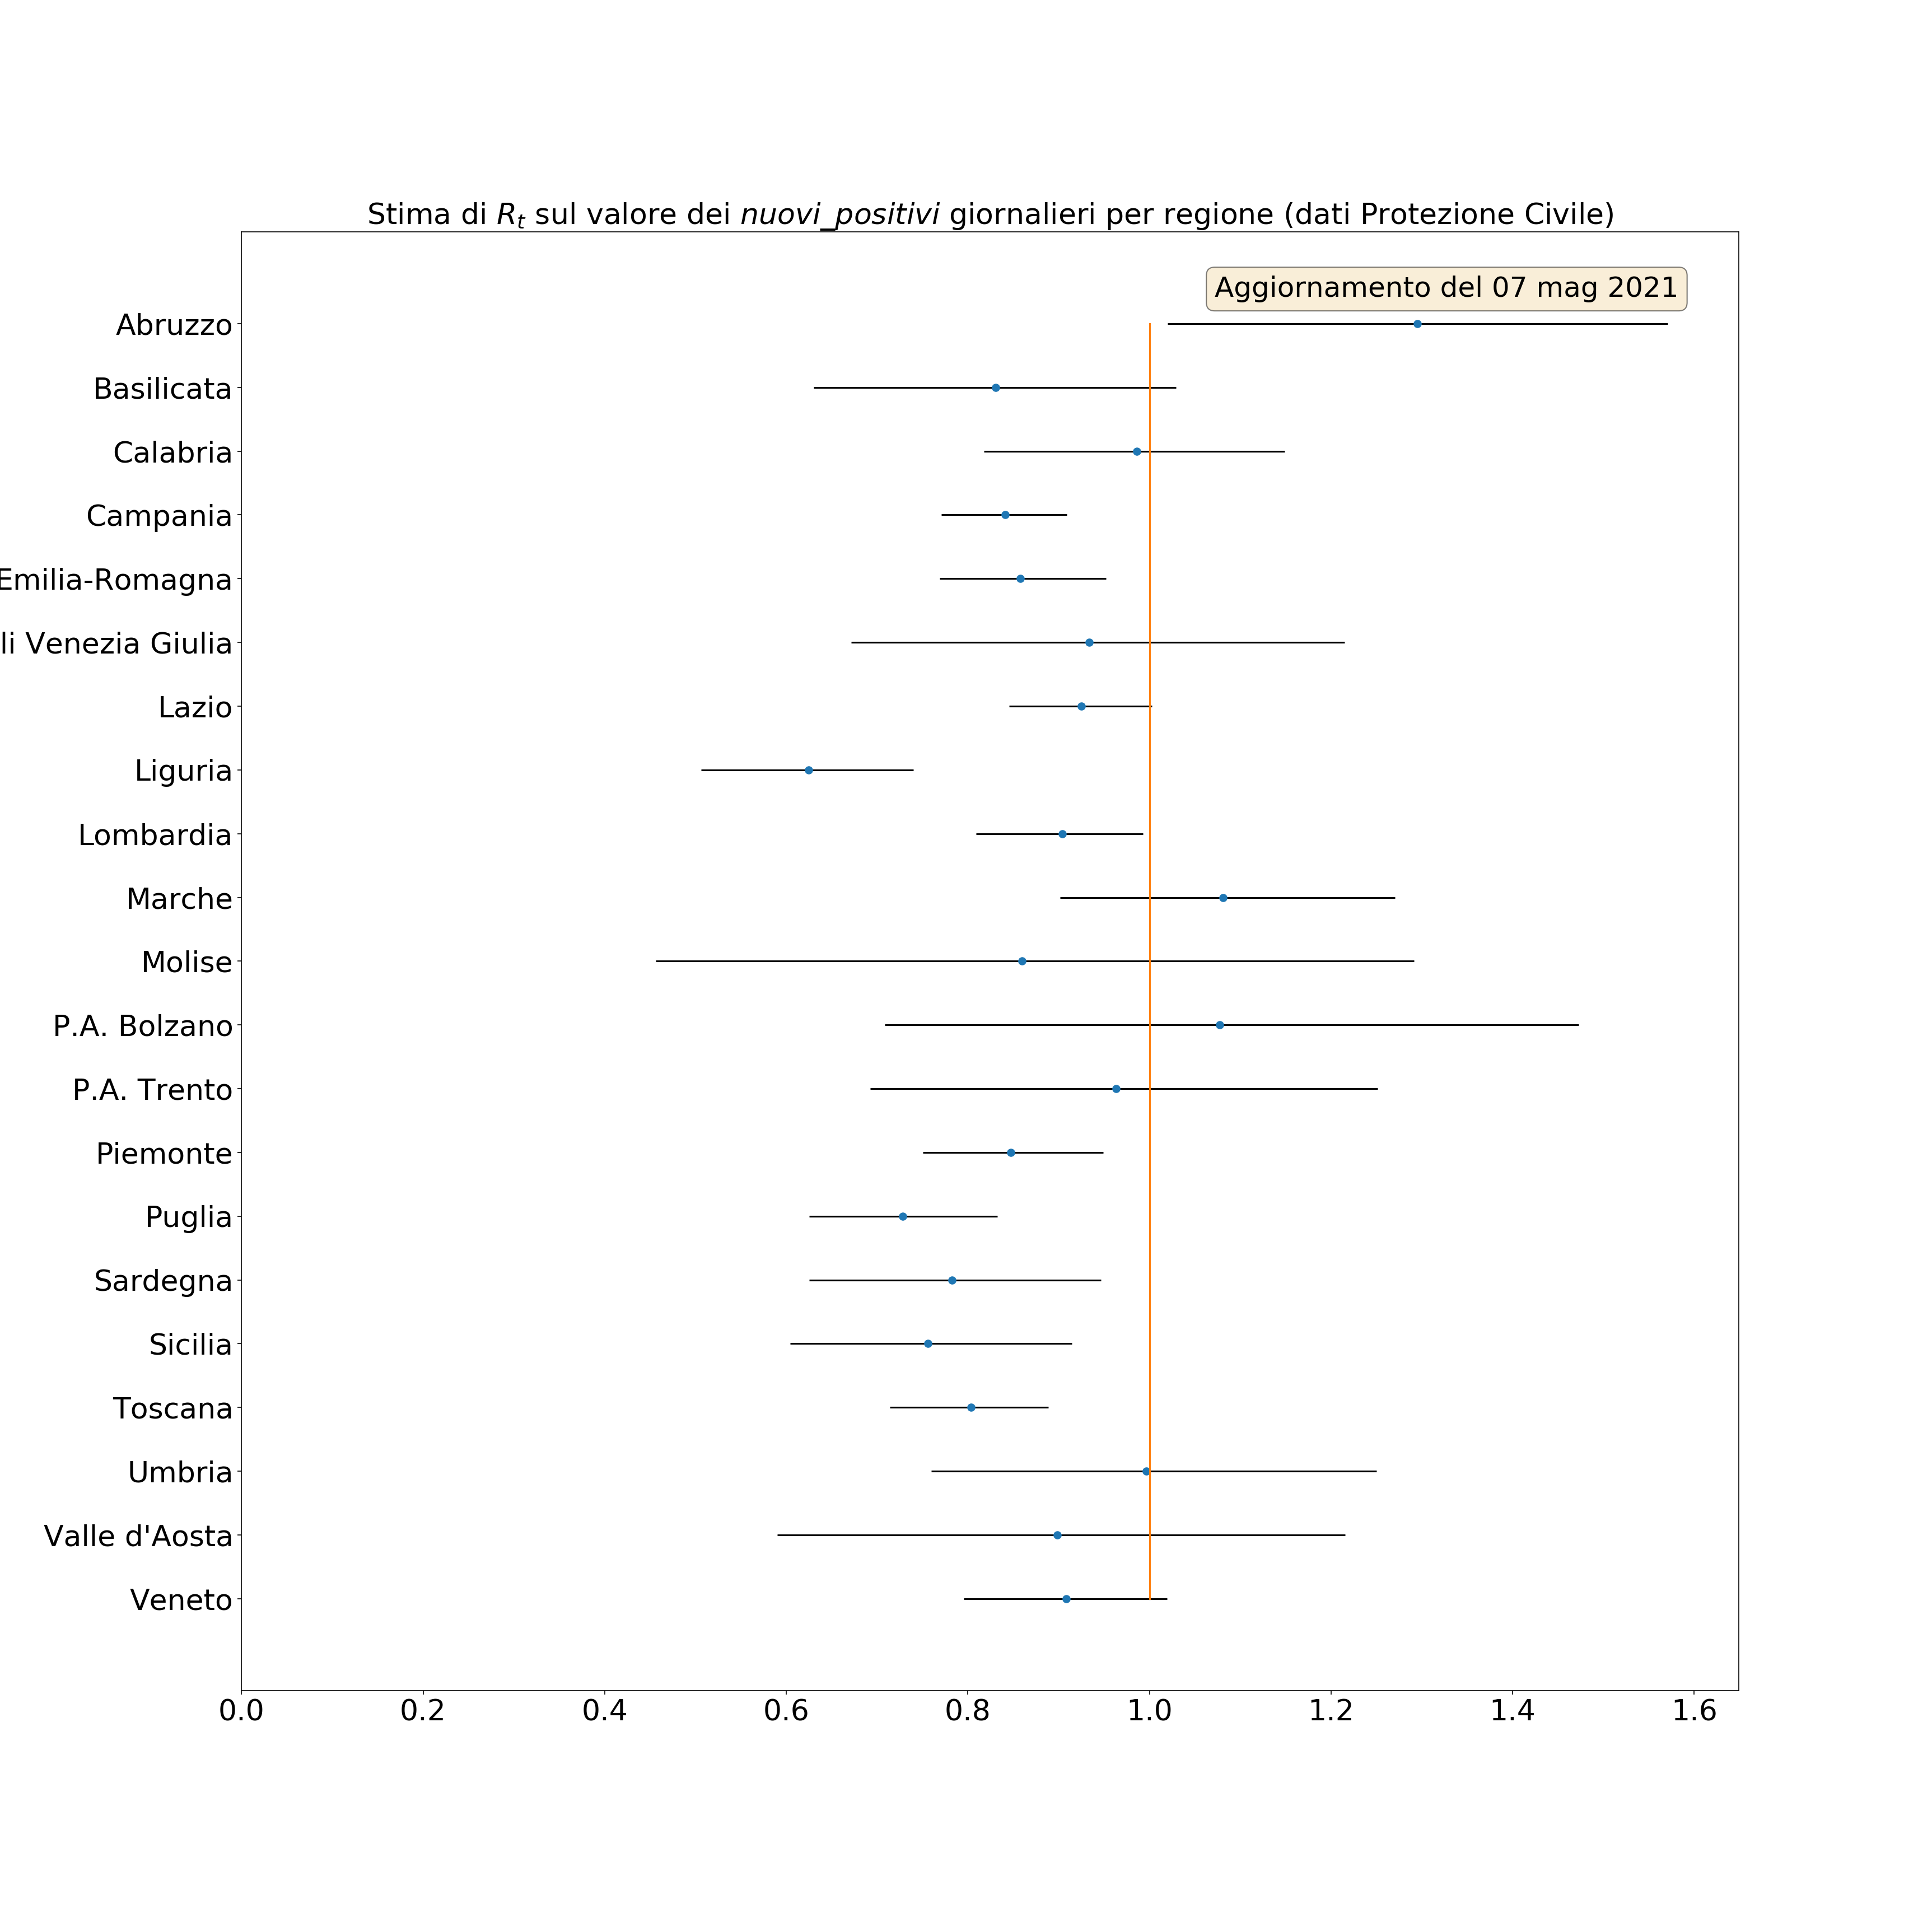 Stima di Rt sul valore dei nuovi_positivi giornalieri per regione (dati Protezione Civile)
Aggiornamento del 07 mag 2021
Abruzzo
Basilicata
Calabria
Campania
Emilia-Romagna
li Venezia Giulia
Lazio
Liguria
Lombardia
Marche
Molise
P.A. Bolzano
P.A. Trento
Piemonte
Puglia
Sardegna
Sicilia
Toscana
Umbria
Valle d'Aosta
Veneto
0.0 0.2 0.4 0.6 0.8 1.0 1.2 1.4 1.6